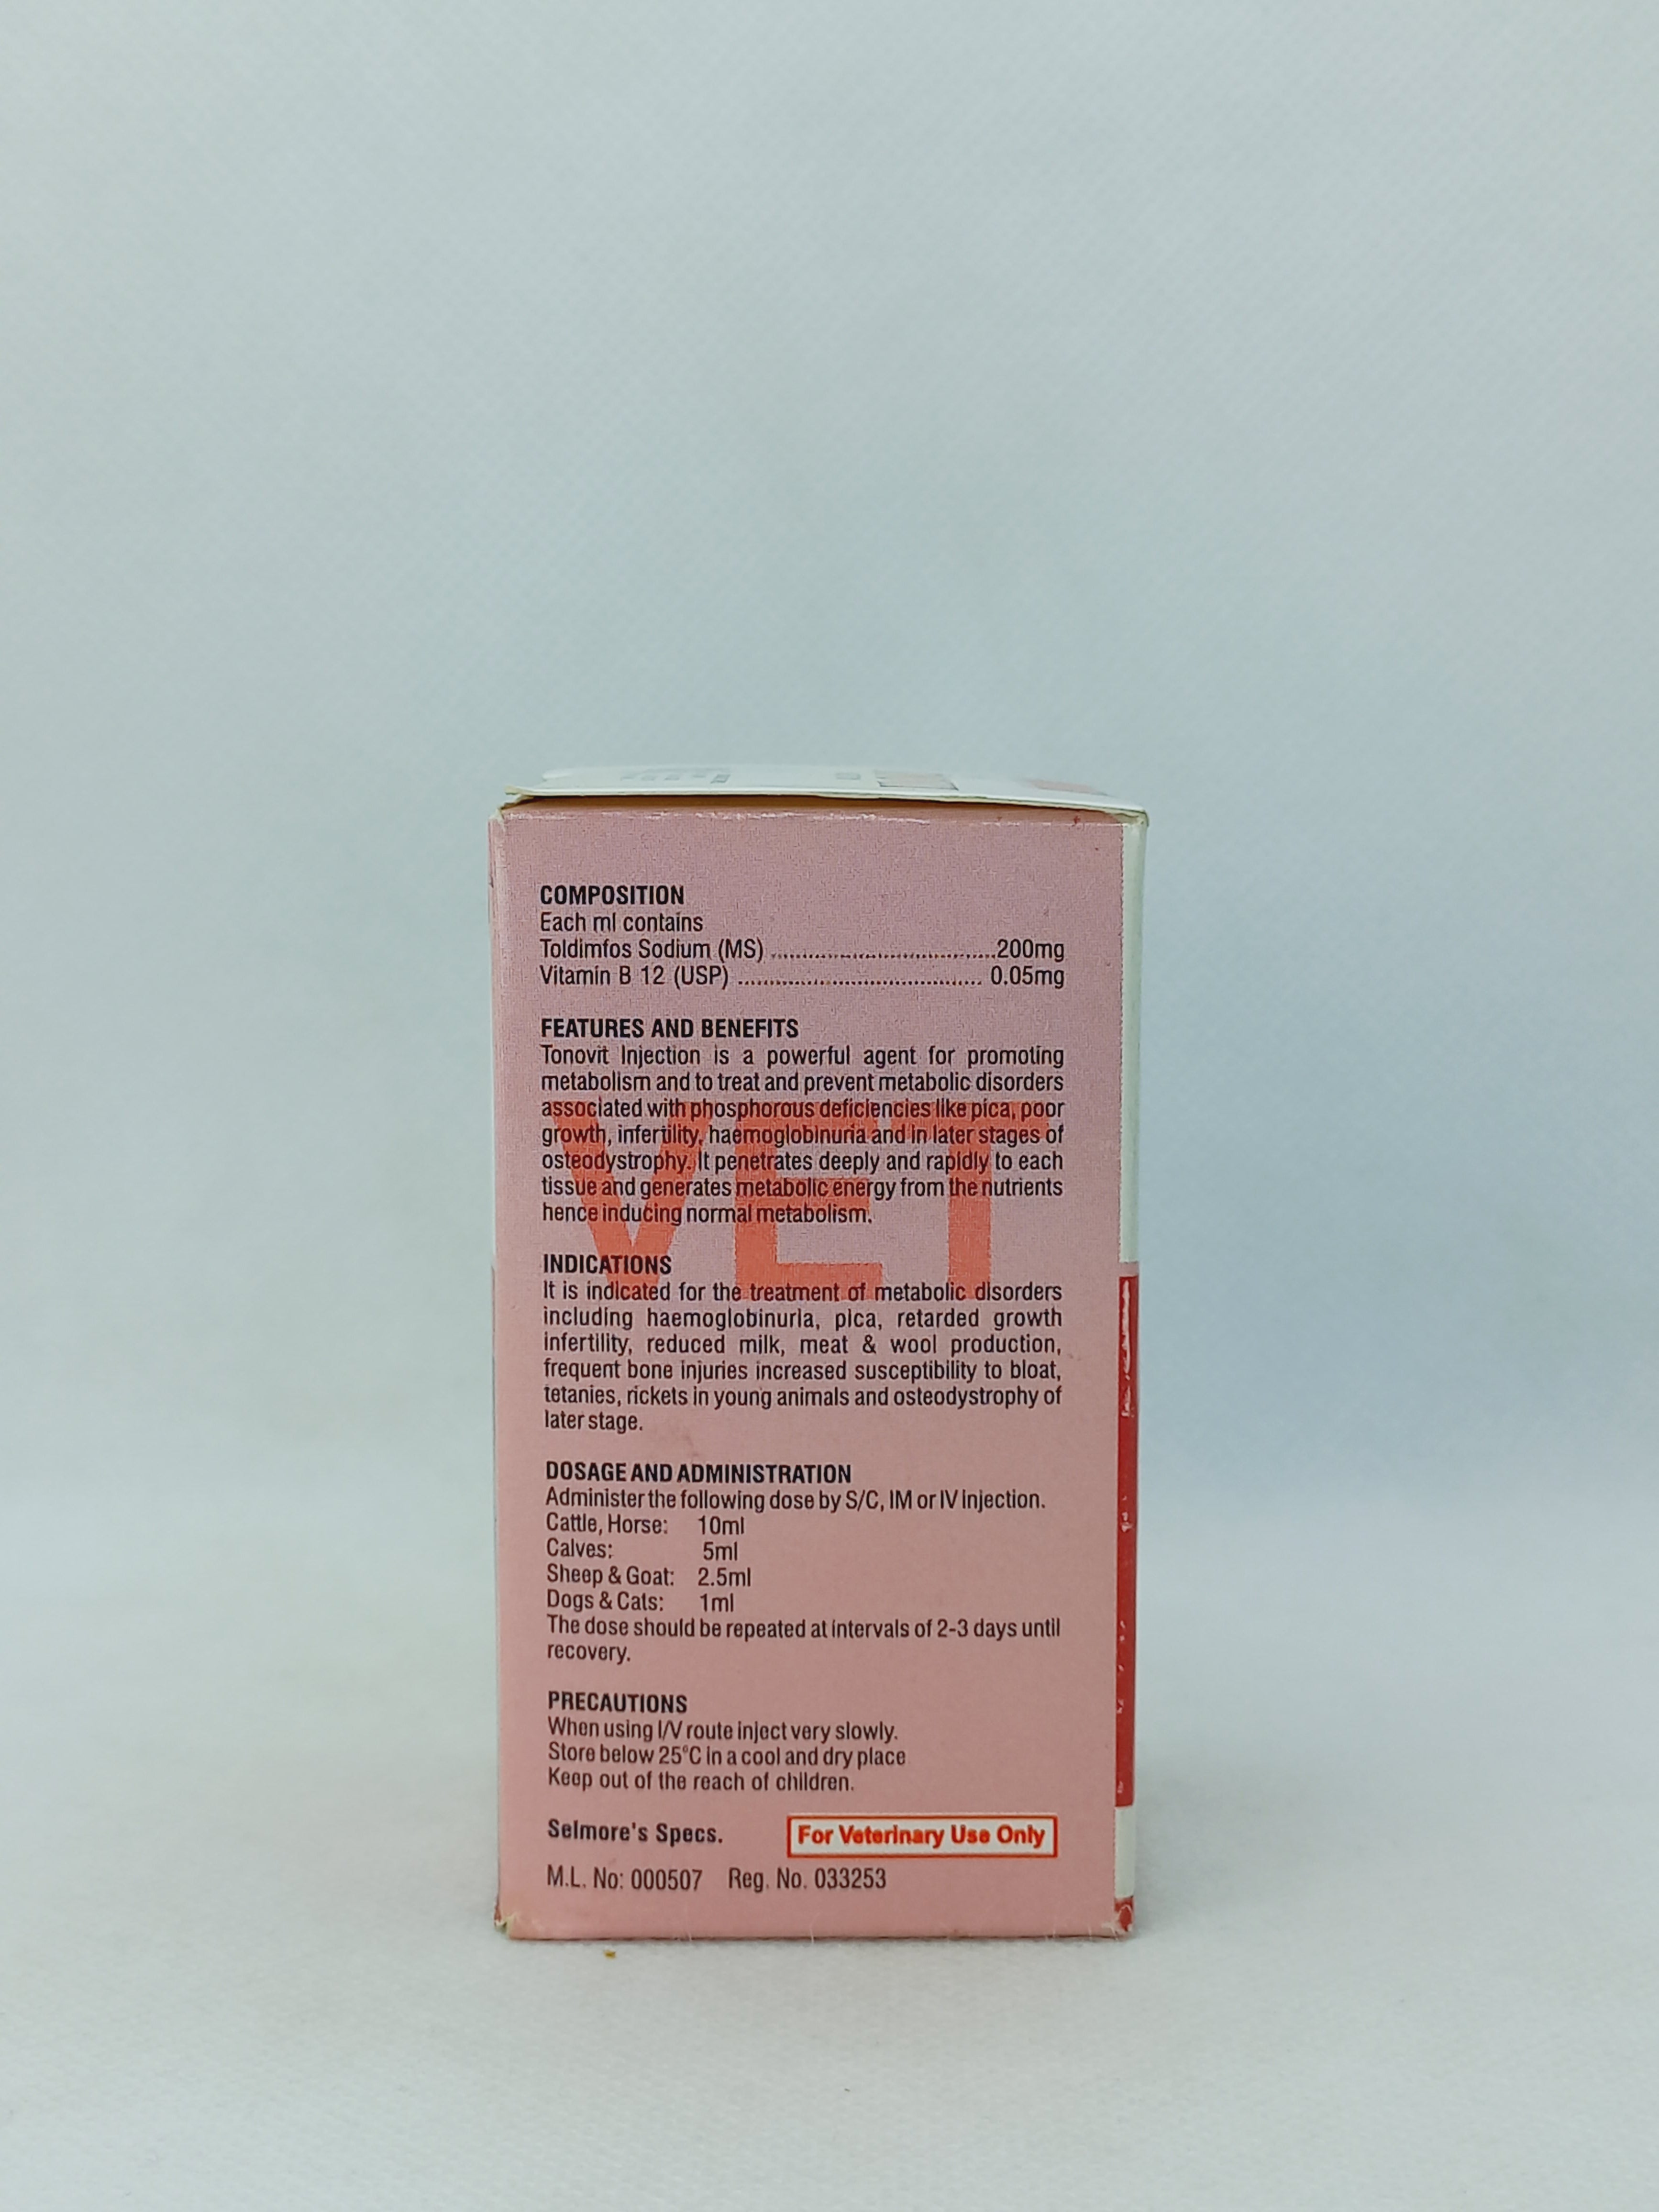 COMPOSITION
Each ml contains
Toldimfos Sodium (MS) ........................................200mg
Vitamin B 12 (USP) ........................................... 0.05mg
FEATURES AND BENEFITS
Tonovit Injection is a powerful agent for promoting
metabolism and to treat and prevent metabolic disorders
associated with phosphorous deficiencies like pica, poor
growth, infertility, haemoglobinuria and in later stages of
osteodystrophy. It penetrates deeply and rapidly to each
tissue and generates metabolic energy from the nutrients
hence inducing normal metabolism.
VET
INDICATIONS
It is indicated for the treatment of metabolic disorders
including haemoglobinuria, pica, retarded growth
infertility, reduced milk, meat & wool production,
frequent bone injuries increased susceptibility to bloat,
tetanies, rickets in young animals and osteodystrophy of
later stage.
DOSAGE AND ADMINISTRATION
Administer the following dose by S/C, IM or IV injection.
Cattle, Horse: 10ml
Calves: 5ml
Sheep & Goat: 2.5ml
Dogs & Cats: 1ml
The dose should be repeated at intervals of 2-3 days until
recovery.
PRECAUTIONS
When using I/V route inject very slowly.
Store below 25°C in a cool and dry place
Keep out of the reach of children.
Selmore's Specs. For Veterinary Use Only
M.L. No: 000507 Reg. No. 033253